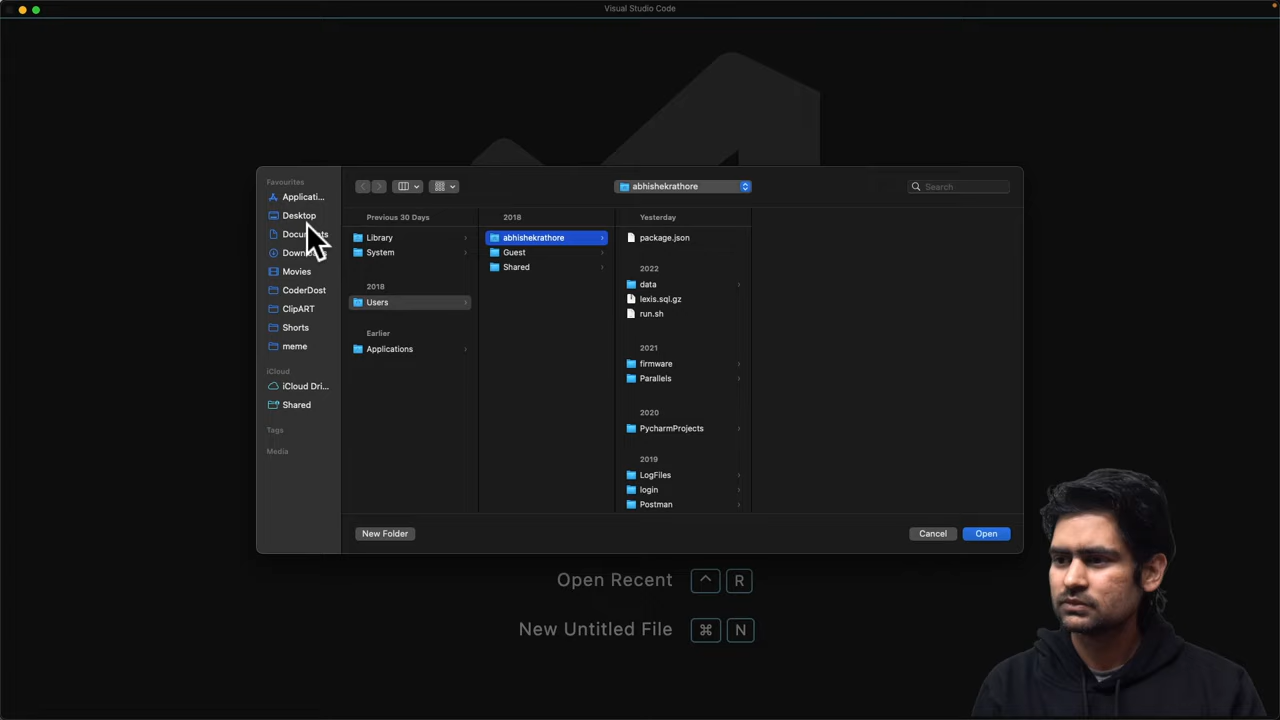 Visual Studio Code
Favourites
Applicati...
Desktop
Documents
Downl
Movies
CoderDost
ClipART
Shorts
meme
iCloud
iCloud Dri...
Shared
Tags
Media
abhishekrathore
Search
Previous 30 Days
Library
System
2018
Users
Earlier
Applications
2018
abhishekrathore
Guest
Shared
Yesterday
package.json
2022
data
lexis.sql.gz
run.sh
2021
firmware
Parallels
2020
PycharmProjects
2019
LogFiles
login
Postman
New Folder
Cancel
Open
Open Recent ^ R
New Untitled File ⌘ N